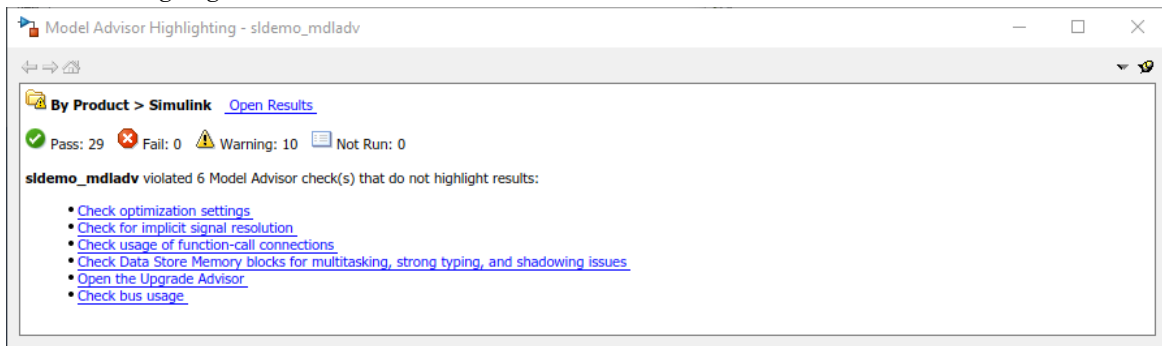 Model Advisor Highlighting - sldemo_mdladv
By Product > Simulink Open Results
Pass: 29 Fail: 0 Warning: 10 Not Run: 0
sldemo_mdladv violated 6 Model Advisor check(s) that do not highlight results:
• Check optimization settings
• Check for implicit signal resolution
• Check usage of function-call connections
• Check Data Store Memory blocks for multitasking, strong typing, and shadowing issues
• Open the Upgrade Advisor
• Check bus usage